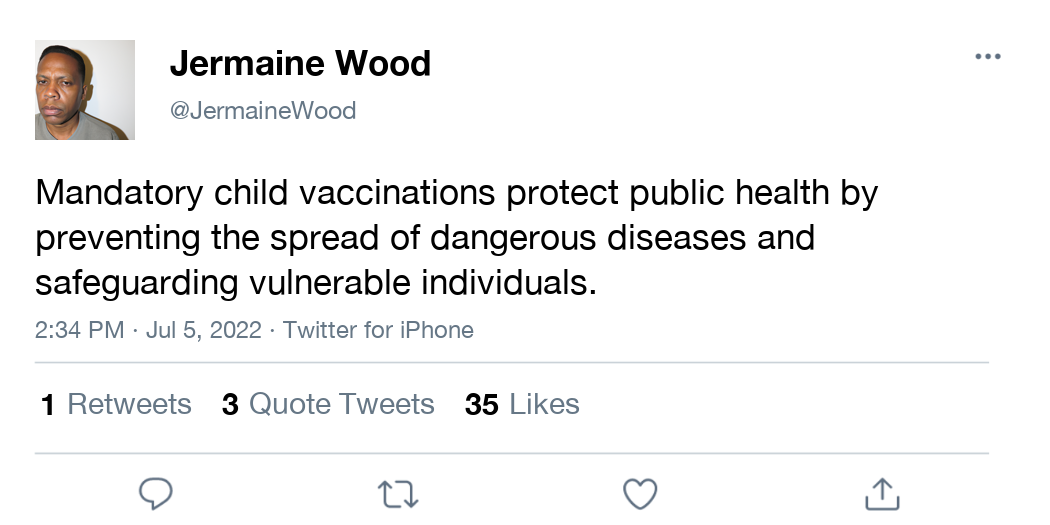 Jermaine Wood
@JermaineWood
Mandatory child vaccinations protect public health by
preventing the spread of dangerous diseases and
safeguarding vulnerable individuals.
2:34 PM · Jul 5, 2022 · Twitter for iPhone
1 Retweets 3 Quote Tweets 35 Likes